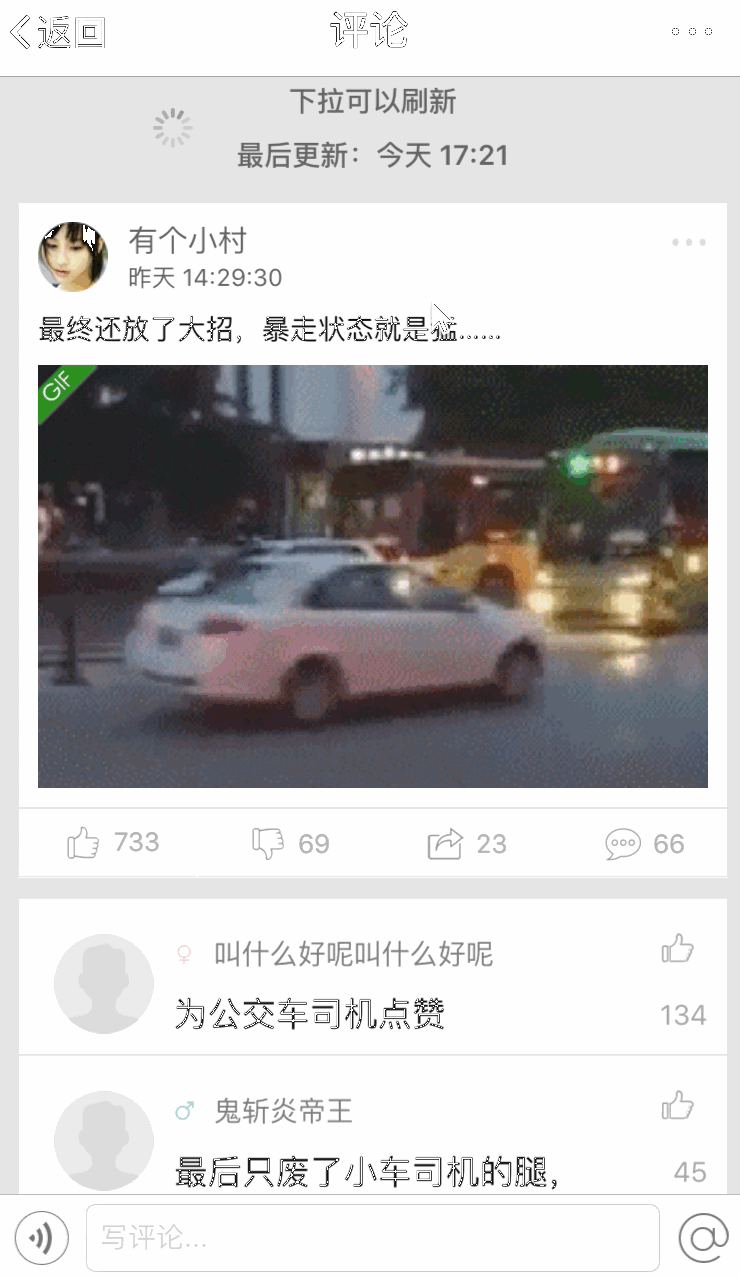 返回
评论
下拉可以刷新
最后更新：今天 17:21
有个小村
昨天 14:29:30
最终还放了大招，暴走状态就是猛……
GIF
733
69
23
66
叫什么好呢叫什么好呢
为公交车司机点赞
134
鬼斩炎帝王
最后只废了小车司机的腿，
45
写评论...